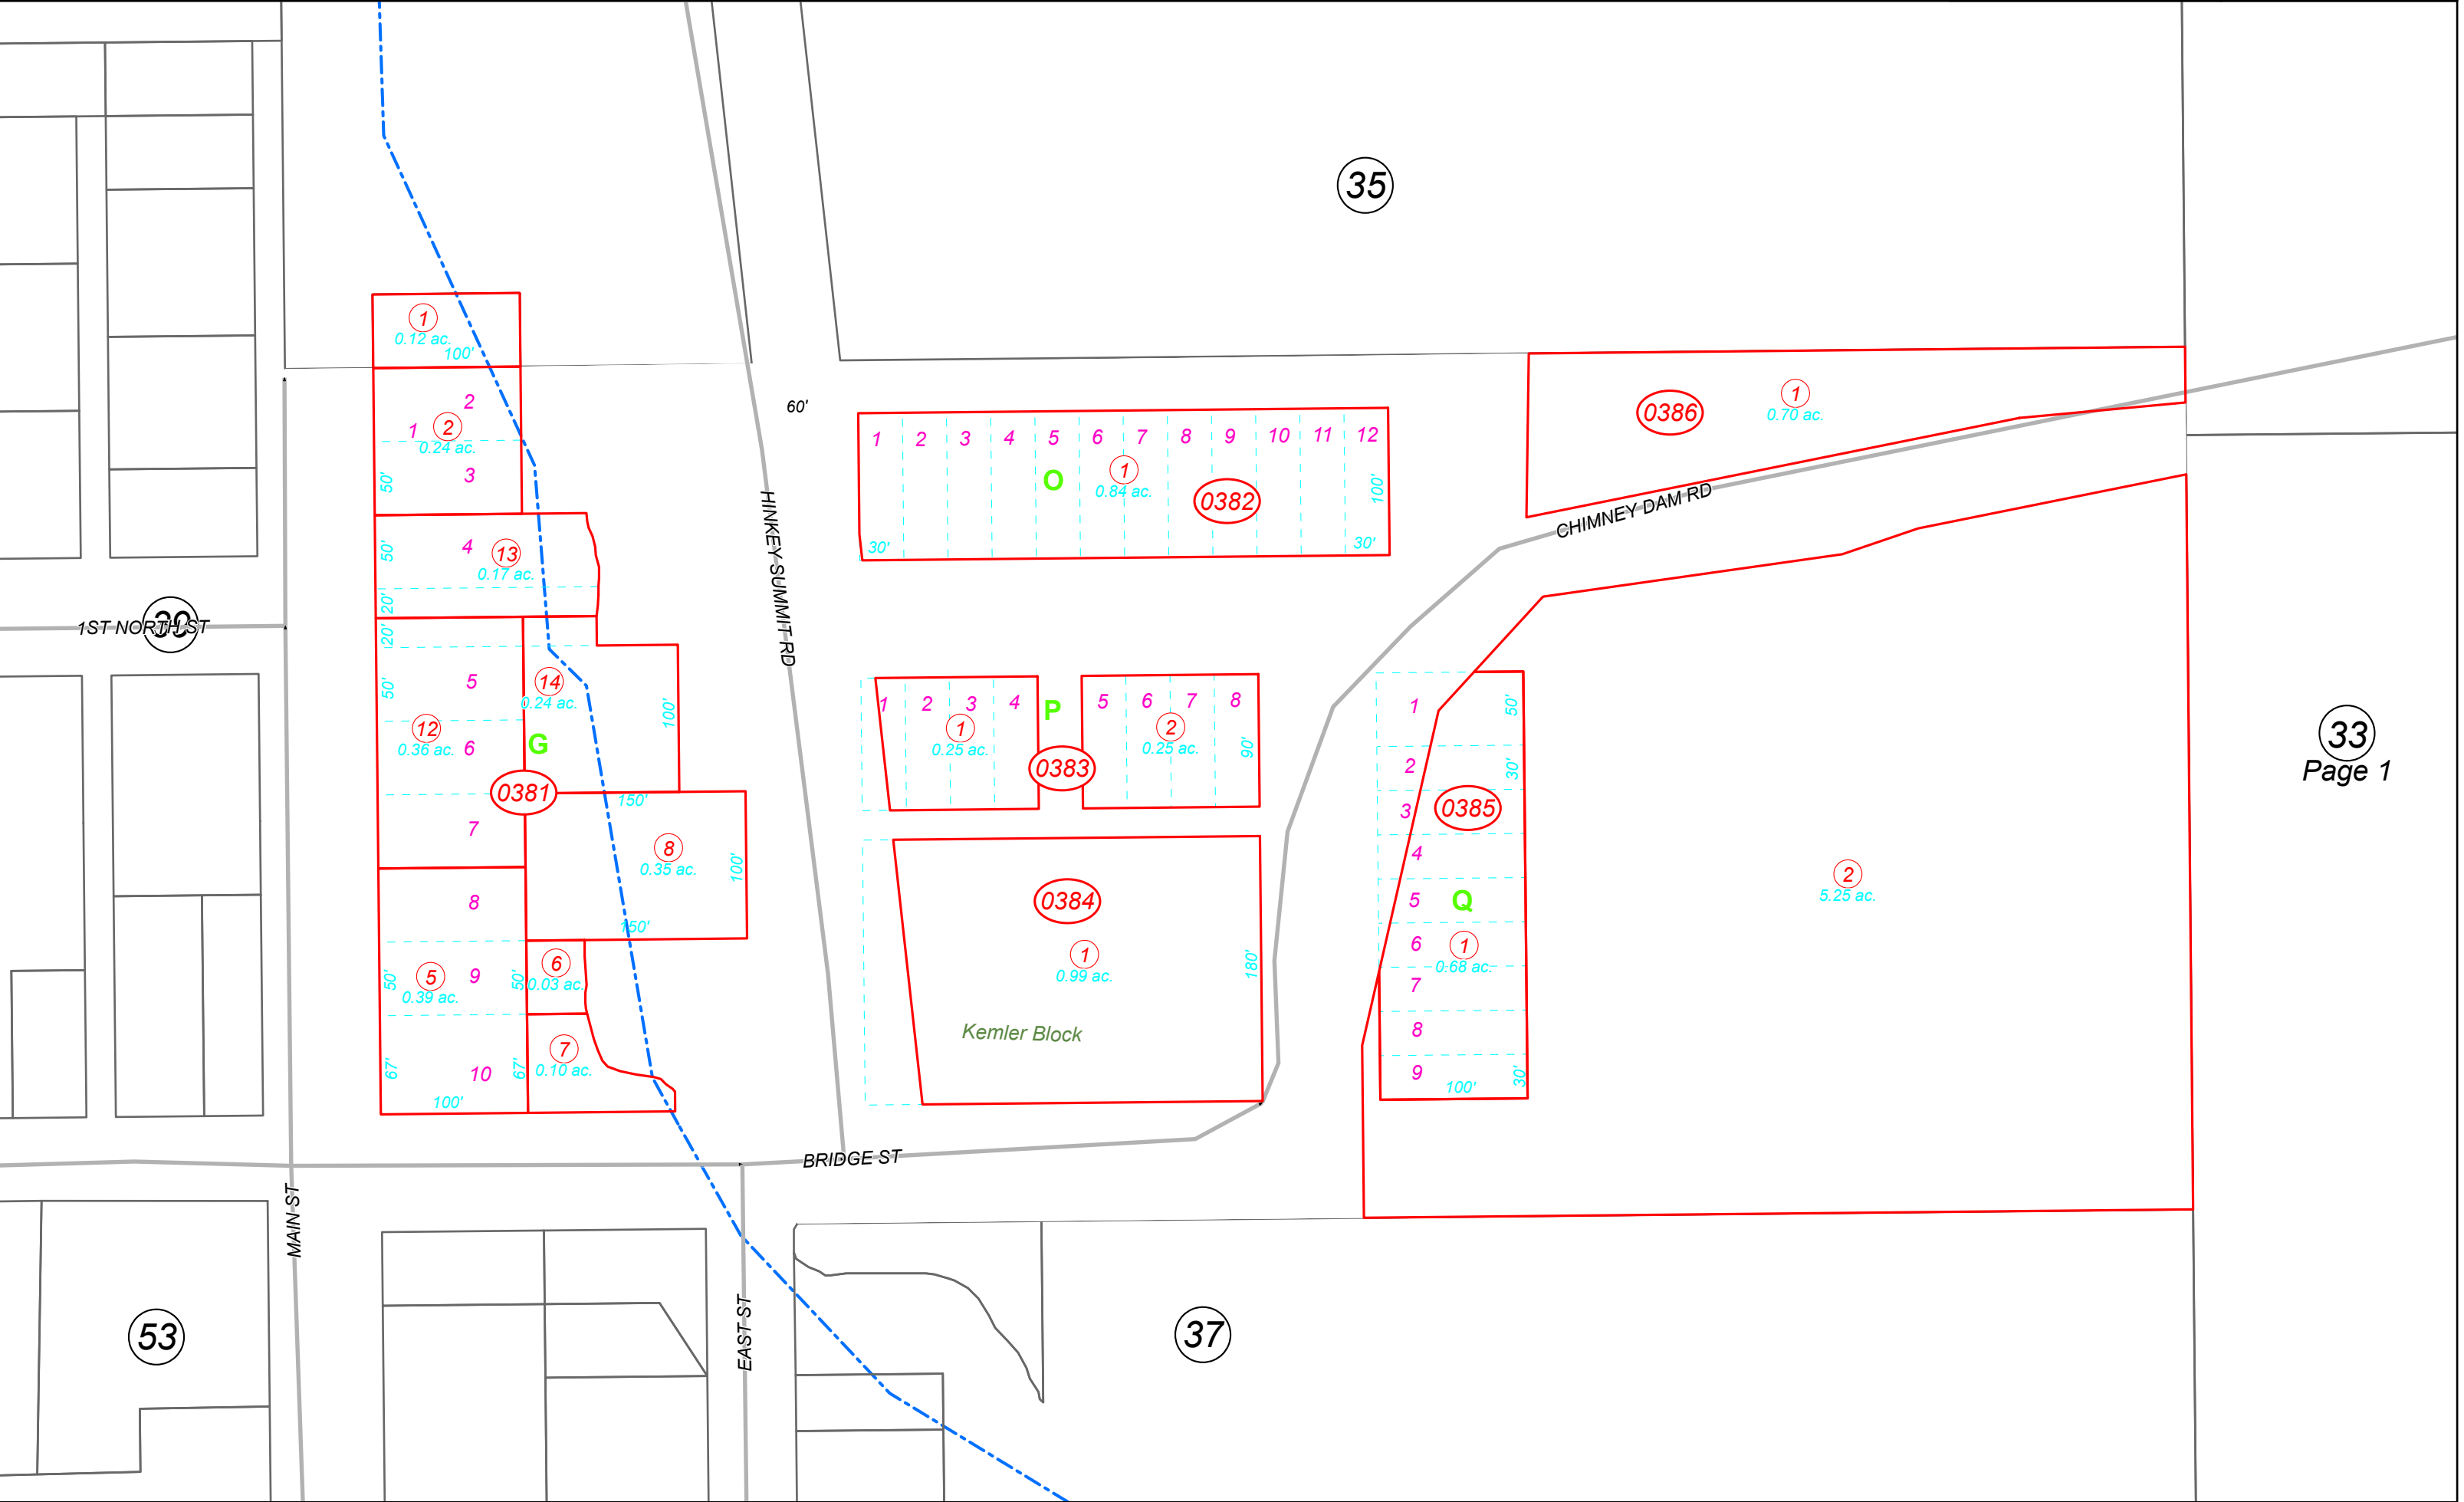 35
1
0.12 ac.
100'
2
1
2
0.24 ac.
3
50'
60'
1 2 3 4 5 6 7 8 9 10 11 12
O
1
0.84 ac.
0382
100'
30'
30'
0386
1
0.70 ac.
CHIMNEY DAM RD
HINKEY SUMMIT RD
50'
4
13
0.17 ac.
20'
39
1ST NORTH ST
20'
50'
5
14
0.24 ac.
100'
12
0.36 ac.
6
G
0381
150'
7
8
0.35 ac.
100'
150'
8
5
0.39 ac.
9
50'
50'
6
0.03 ac.
7
0.10 ac.
67'
10
67'
100'
1 2 3 4
P
5 6 7 8
1
0.25 ac.
2
0.25 ac.
90'
0383
0384
1
0.99 ac.
180'
Kemler Block
1
50'
2
30'
3
0385
4
5
Q
6
1
0.68 ac.
7
8
9
100'
30'
2
5.25 ac.
33
Page 1
BRIDGE ST
MAIN ST
EAST ST
53
37